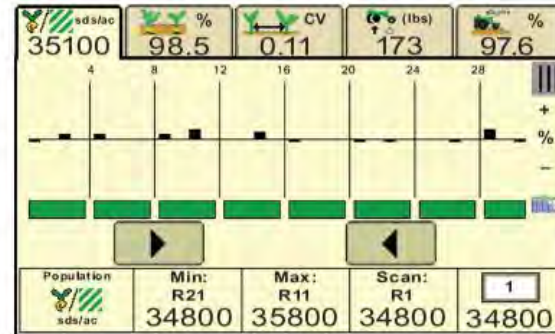 sds/ac % CV (lbs) %
35100 98.5 0.11 173 97.6
4 8 12 16 20 24 28
+
%
−
Population Min: Max: Scan: 1
R21 R11 R1
sds/ac 34800 35800 34800 34800